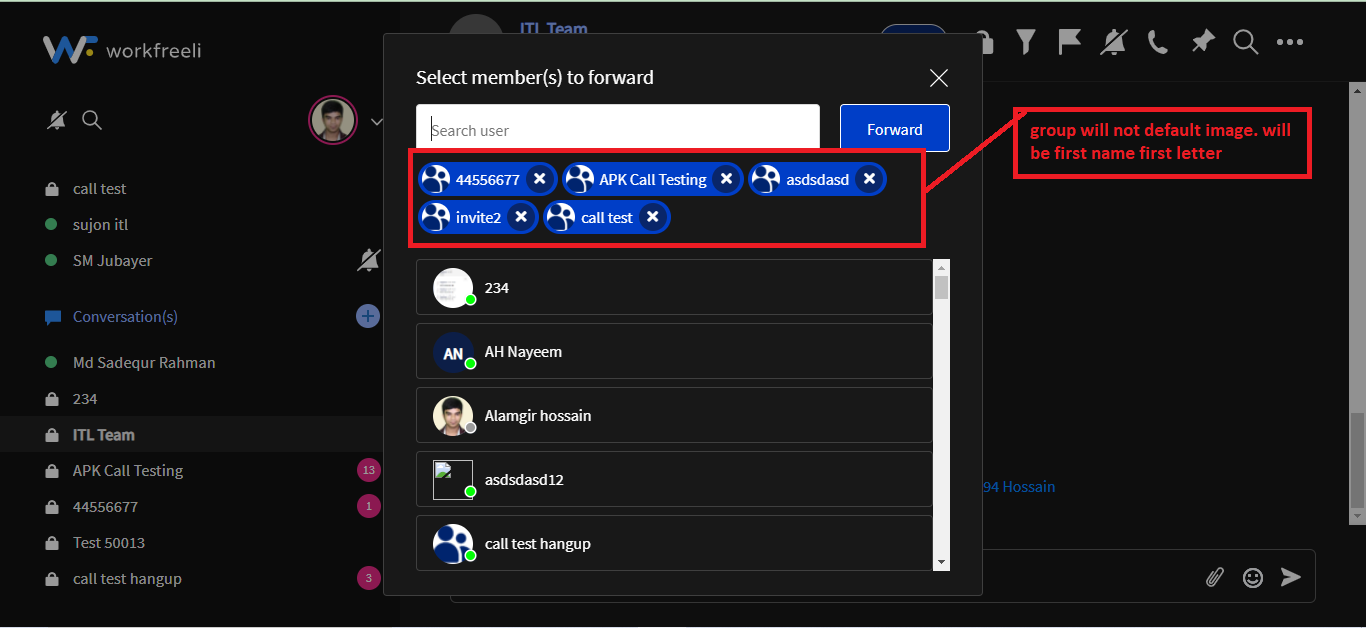 ITL Team
workfreeli
Select member(s) to forward
Search user
Forward
group will not default image. will
be first name first letter
44556677
APK Call Testing
asdsdasd
invite2
call test
call test
sujon itl
SM Jubayer
Conversation(s)
Md Sadequr Rahman
234
ITL Team
APK Call Testing 13
44556677 1
Test 50013
call test hangup 3
234
AN AH Nayeem
Alamgir hossain
asdsdasd12
call test hangup
94 Hossain